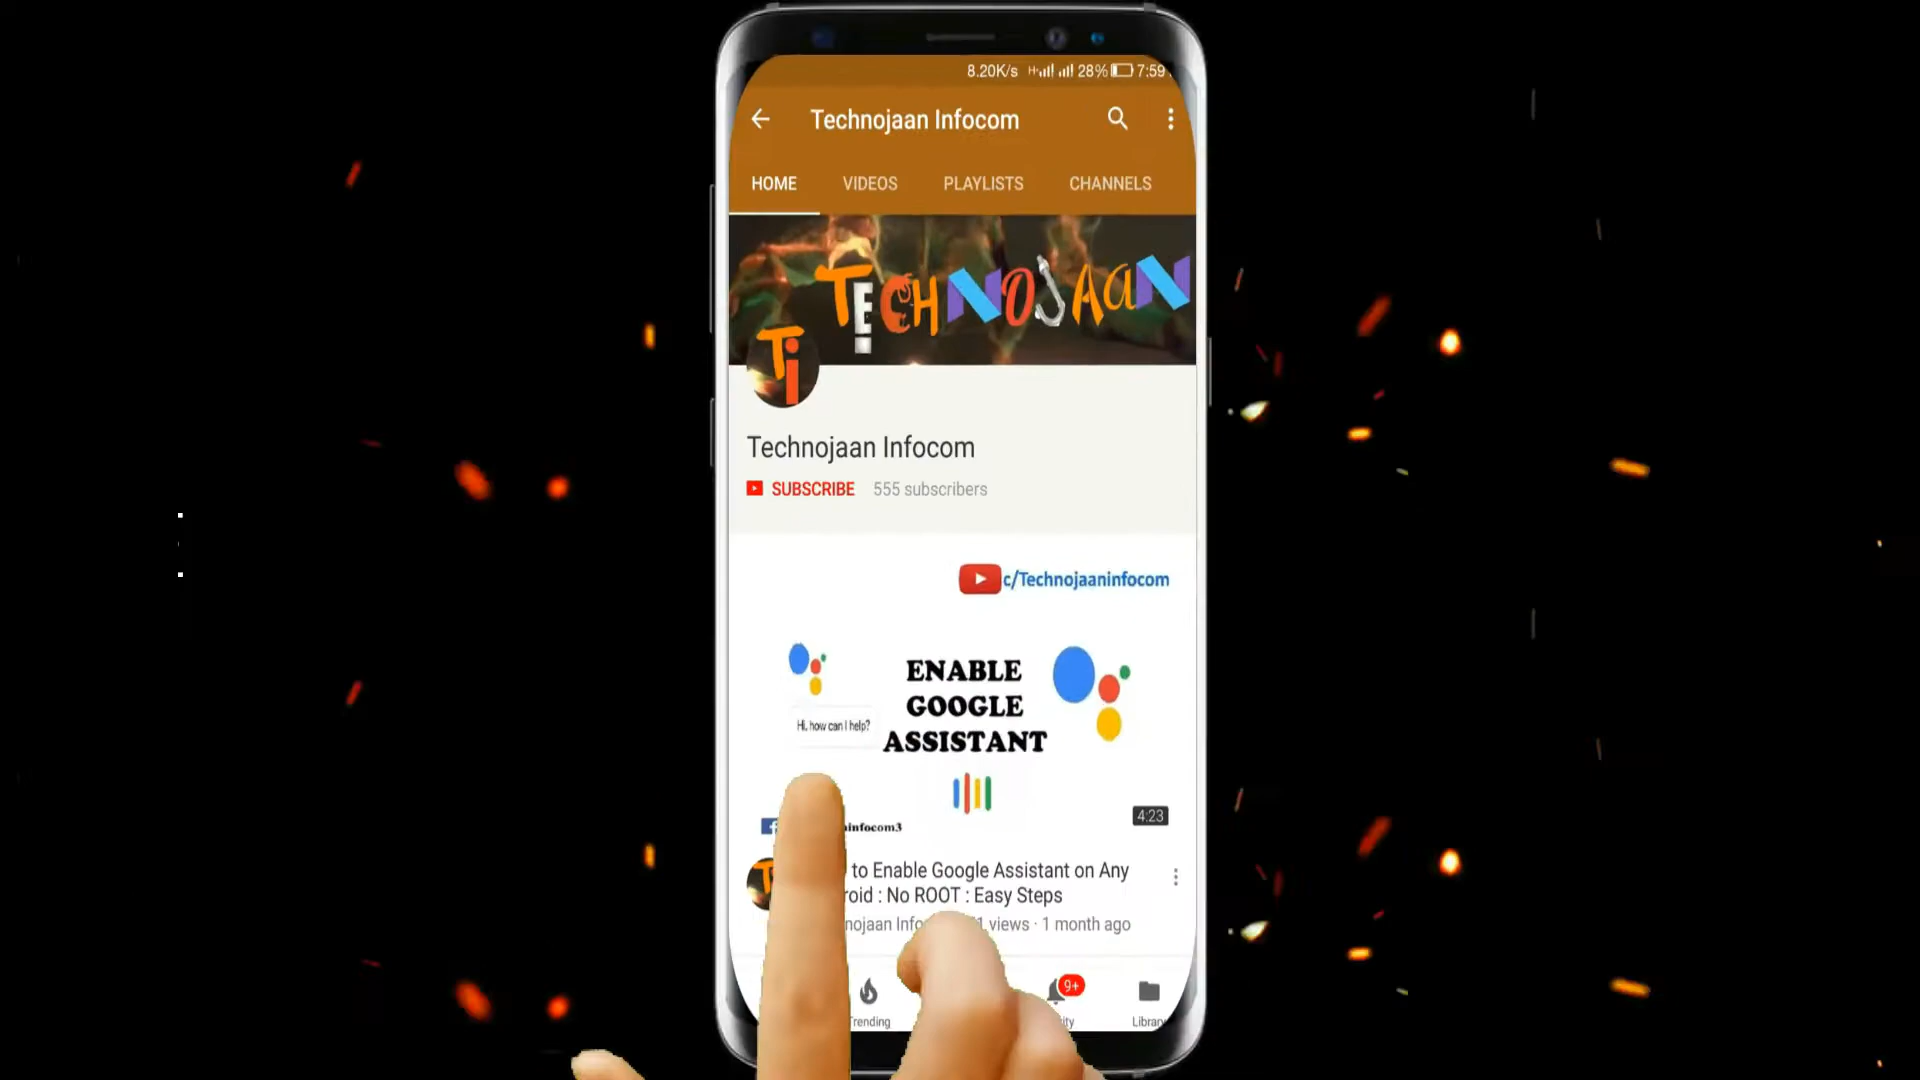 8.20K/s 28% 7:59
Technojaan Infocom
HOME VIDEOS PLAYLISTS CHANNELS
TECHNOJAAN
Ti
Technojaan Infocom
SUBSCRIBE 555 subscribers
c/Technojaaninfocom
ENABLE
GOOGLE
ASSISTANT
Hi, how can I help?
4:23
to Enable Google Assistant on Any
: No ROOT : Easy Steps
views · 1 month ago
9+
Trending